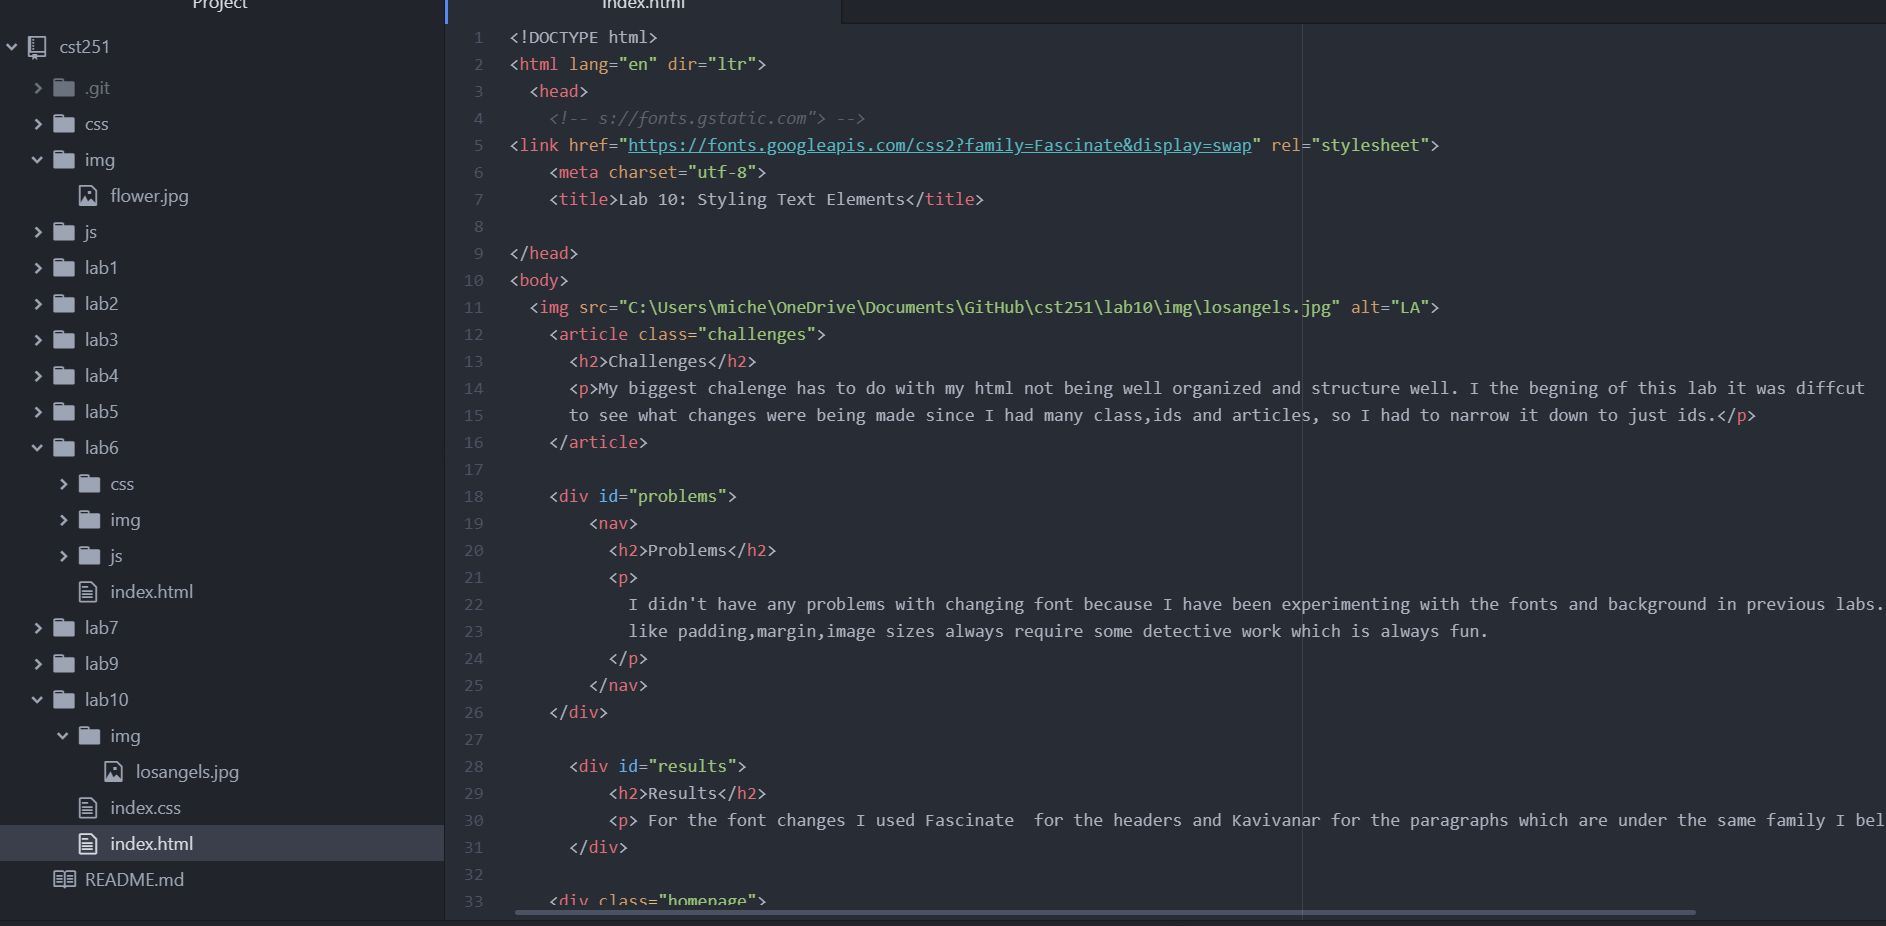 Project
cst251
.git
css
img
flower.jpg
js
lab1
lab2
lab3
lab4
lab5
lab6
css
img
js
index.html
lab7
lab9
lab10
img
losangels.jpg
index.css
index.html
README.md
index.html
1 <!DOCTYPE html>
2 <html lang="en" dir="ltr">
3 <head>
4 <!-- s://fonts.gstatic.com"> -->
5 <link href="https://fonts.googleapis.com/css2?family=Fascinate&display=swap" rel="stylesheet">
6 <meta charset="utf-8">
7 <title>Lab 10: Styling Text Elements</title>
8
9 </head>
10 <body>
11 <img src="C:\Users\miche\OneDrive\Documents\GitHub\cst251\lab10\img\losangels.jpg" alt="LA">
12 <article class="challenges">
13 <h2>Challenges</h2>
14 <p>My biggest chalenge has to do with my html not being well organized and structure well. I the begning of this lab it was diffcut
15 to see what changes were being made since I had many class,ids and articles, so I had to narrow it down to just ids.</p>
16 </article>
17
18 <div id="problems">
19 <nav>
20 <h2>Problems</h2>
21 <p>
22 I didn't have any problems with changing font because I have been experimenting with the fonts and background in previous labs.
23 like padding,margin,image sizes always require some detective work which is always fun.
24 </p>
25 </nav>
26 </div>
27
28 <div id="results">
29 <h2>Results</h2>
30 <p> For the font changes I used Fascinate  for the headers and Kavivanar for the paragraphs which are under the same family I bel
31 </div>
32
33 <div class="homepage">